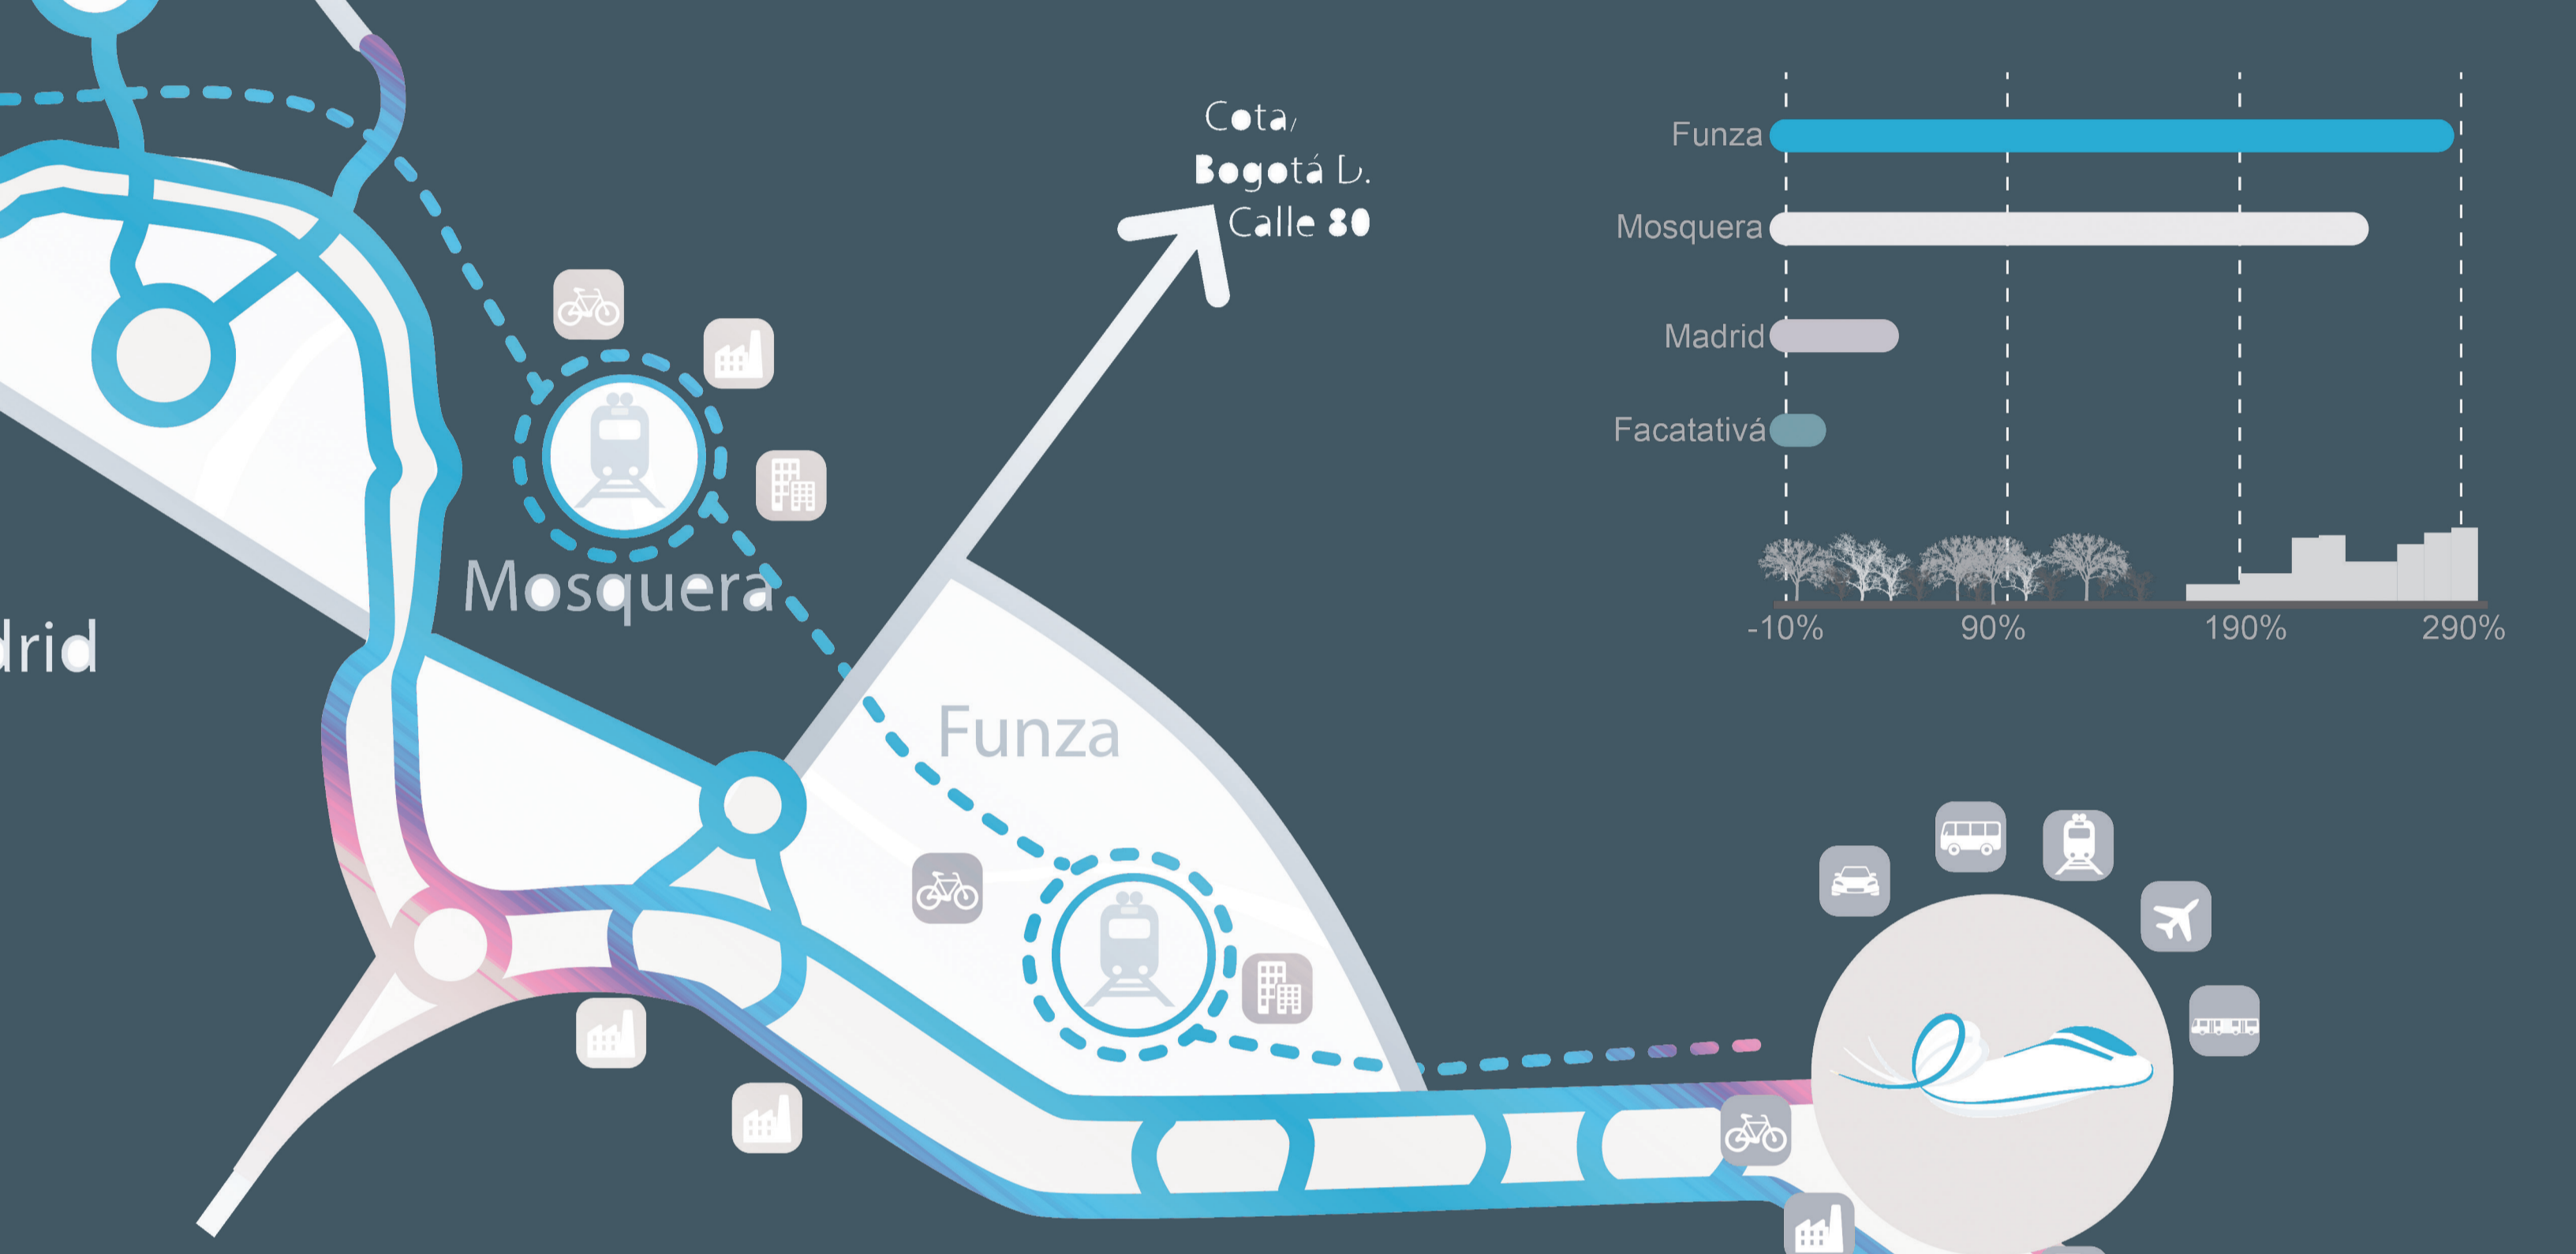 Cota,
Bogotá D.
Calle 80
Mosquera
drid
Funza
Funza
Mosquera
Madrid
Facatativá
-10% 90% 190% 290%